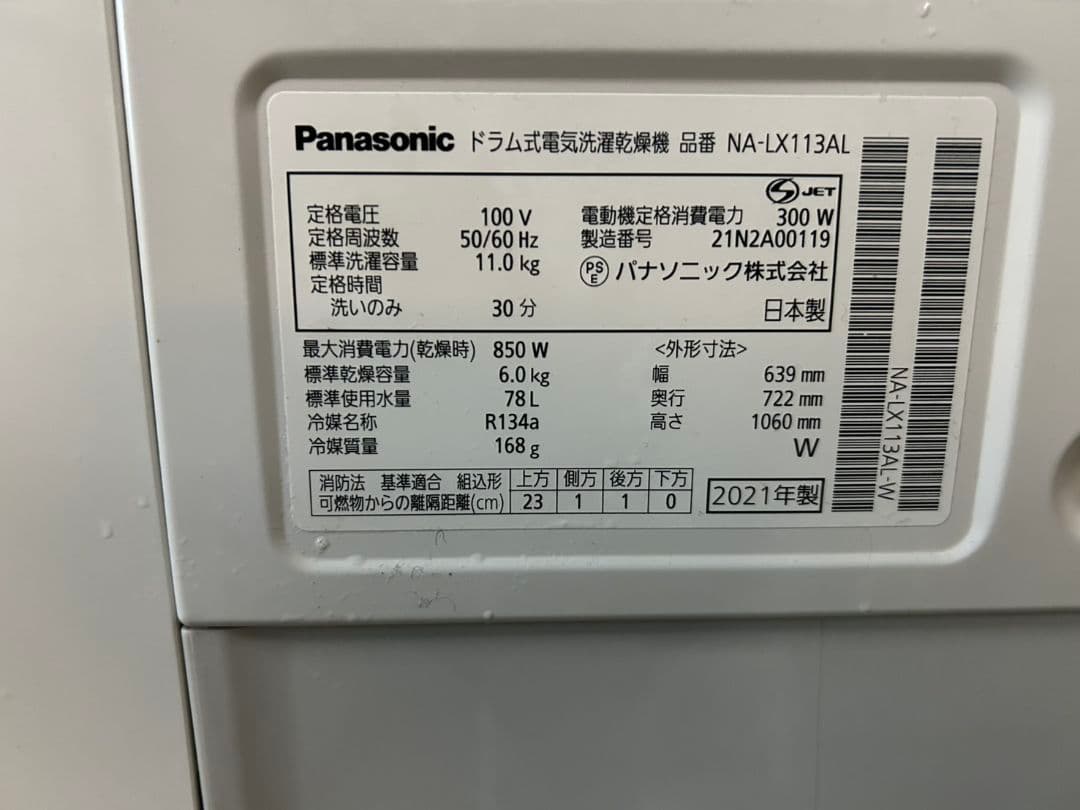 Panasonic ドラム式電気洗濯乾燥機 品番 NA-LX113AL
S JET
定格電圧 100 V 電動機定格消費電力 300 W
定格周波数 50/60 Hz 製造番号 21N2A00119
標準洗濯容量 11.0 kg PSE パナソニック株式会社
定格時間
洗いのみ 30 分 日本製
最大消費電力(乾燥時) 850 W <外形寸法>
標準乾燥容量 6.0 kg 幅 639 mm
標準使用水量 78 L 奥行 722 mm
冷媒名称 R134a 高さ 1060 mm
冷媒質量 168 g W
消防法 基準適合 組込形 上方 側方 後方 下方
可燃物からの離隔距離(cm) 23 1 1 0
2021年製
NA-LX113AL-W